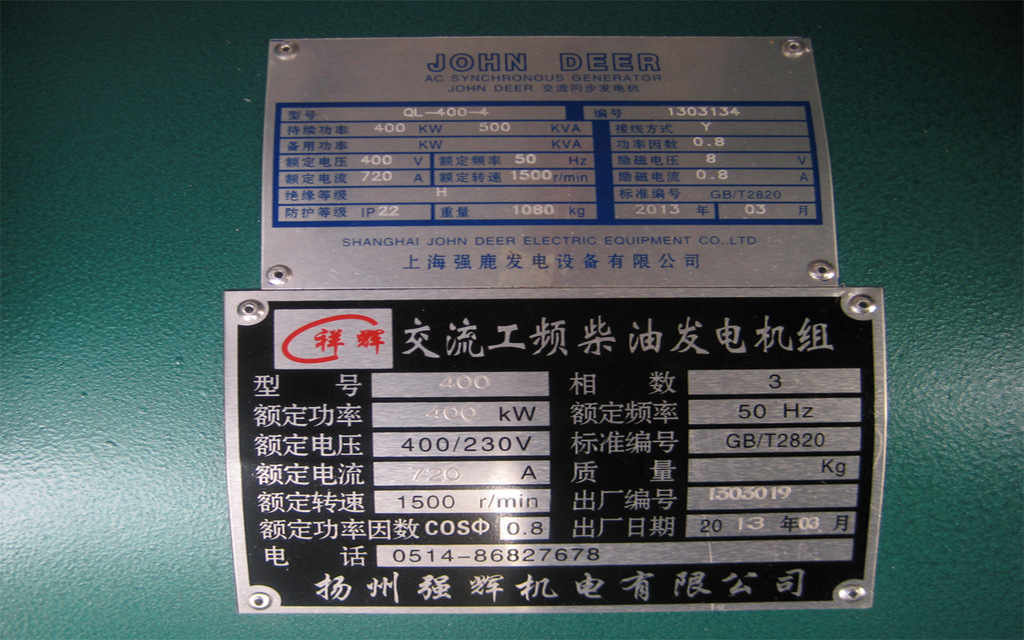 JOHN DEER
AC SYNCHRONOUS GENERATOR
JOHN DEER 交流同步发电机
型号 QL-400-4 编号 1303134
持续功率 400 KW 500 KVA 接线方式 Y
备用功率 KW KVA 功率因数 0.8
额定电压 400 V 额定频率 50 Hz 励磁电压 8 V
额定电流 720 A 额定转速 1500 r/min 励磁电流 0.8 A
绝缘等级 H 标准编号 GB/T2820
防护等级 IP 22 重量 1080 kg 2013 年 03 月
SHANGHAI JOHN DEER ELECTRIC EQUIPMENT CO.,LTD
上海强鹿发电设备有限公司
祥辉 交流工频柴油发电机组
型号 400 相数 3
额定功率 400 kW 额定频率 50 Hz
额定电压 400/230V 标准编号 GB/T2820
额定电流 720 A 质量 Kg
额定转速 1500 r/min 出厂编号 1303019
额定功率因数COSΦ 0.8 出厂日期 20 13 年 03 月
电话 0514-86827678
扬州强辉机电有限公司